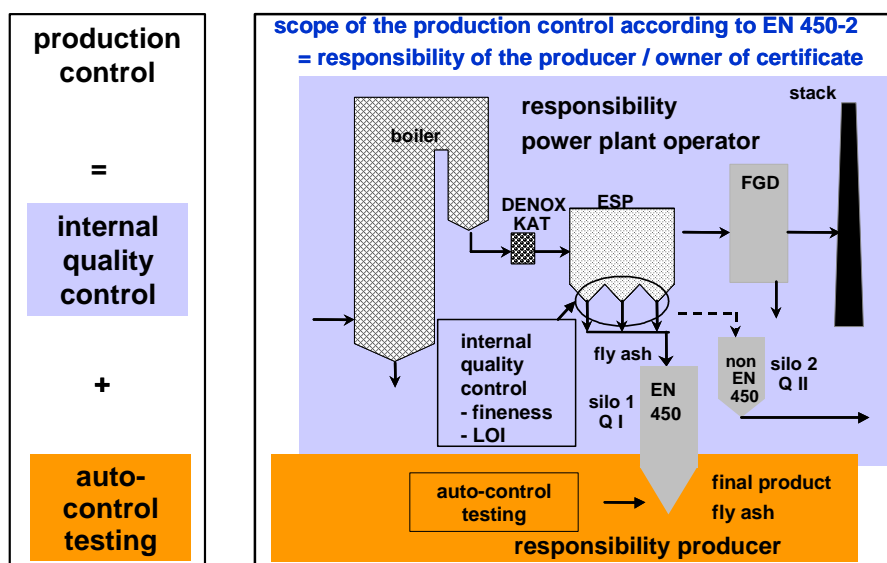 production
control
=
internal
quality
control
+
auto-
control
testing
scope of the production control according to EN 450-2
= responsibility of the producer / owner of certificate
stack
responsibility
power plant operator
boiler
FGD
DENOX
KAT
ESP
internal
quality
control
- fineness
- LOI
fly ash
silo 1
Q I
EN
450
non
EN
450
silo 2
Q II
auto-control
testing
final product
fly ash
responsibility producer